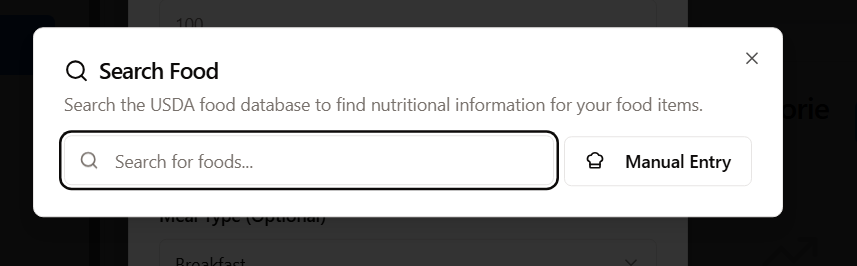 100
Search Food
Search the USDA food database to find nutritional information for your food items.
orie
Search for foods...
Manual Entry
Meal Type (Optional)
Breakfast